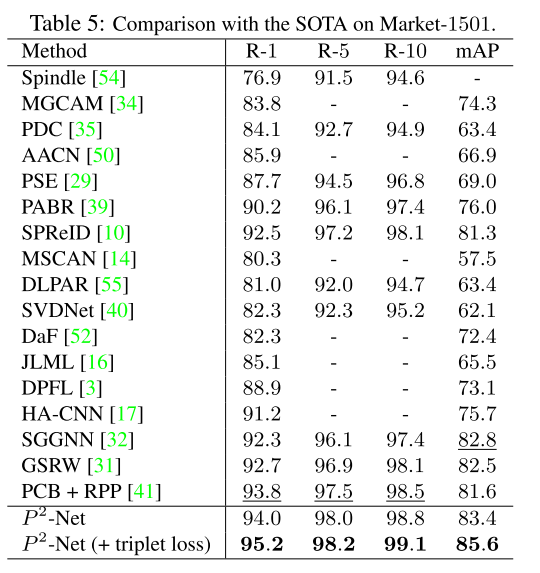 Table 5: Comparison with the SOTA on Market-1501.
Method R-1 R-5 R-10 mAP
Spindle [54] 76.9 91.5 94.6 -
MGCAM [34] 83.8 - - 74.3
PDC [35] 84.1 92.7 94.9 63.4
AACN [50] 85.9 - - 66.9
PSE [29] 87.7 94.5 96.8 69.0
PABR [39] 90.2 96.1 97.4 76.0
SPReID [10] 92.5 97.2 98.1 81.3
MSCAN [14] 80.3 - - 57.5
DLPAR [55] 81.0 92.0 94.7 63.4
SVDNet [40] 82.3 92.3 95.2 62.1
DaF [52] 82.3 - - 72.4
JLML [16] 85.1 - - 65.5
DPFL [3] 88.9 - - 73.1
HA-CNN [17] 91.2 - - 75.7
SGGNN [32] 92.3 96.1 97.4 82.8
GSRW [31] 92.7 96.9 98.1 82.5
PCB + RPP [41] 93.8 97.5 98.5 81.6
P²-Net 94.0 98.0 98.8 83.4
P²-Net (+ triplet loss) 95.2 98.2 99.1 85.6